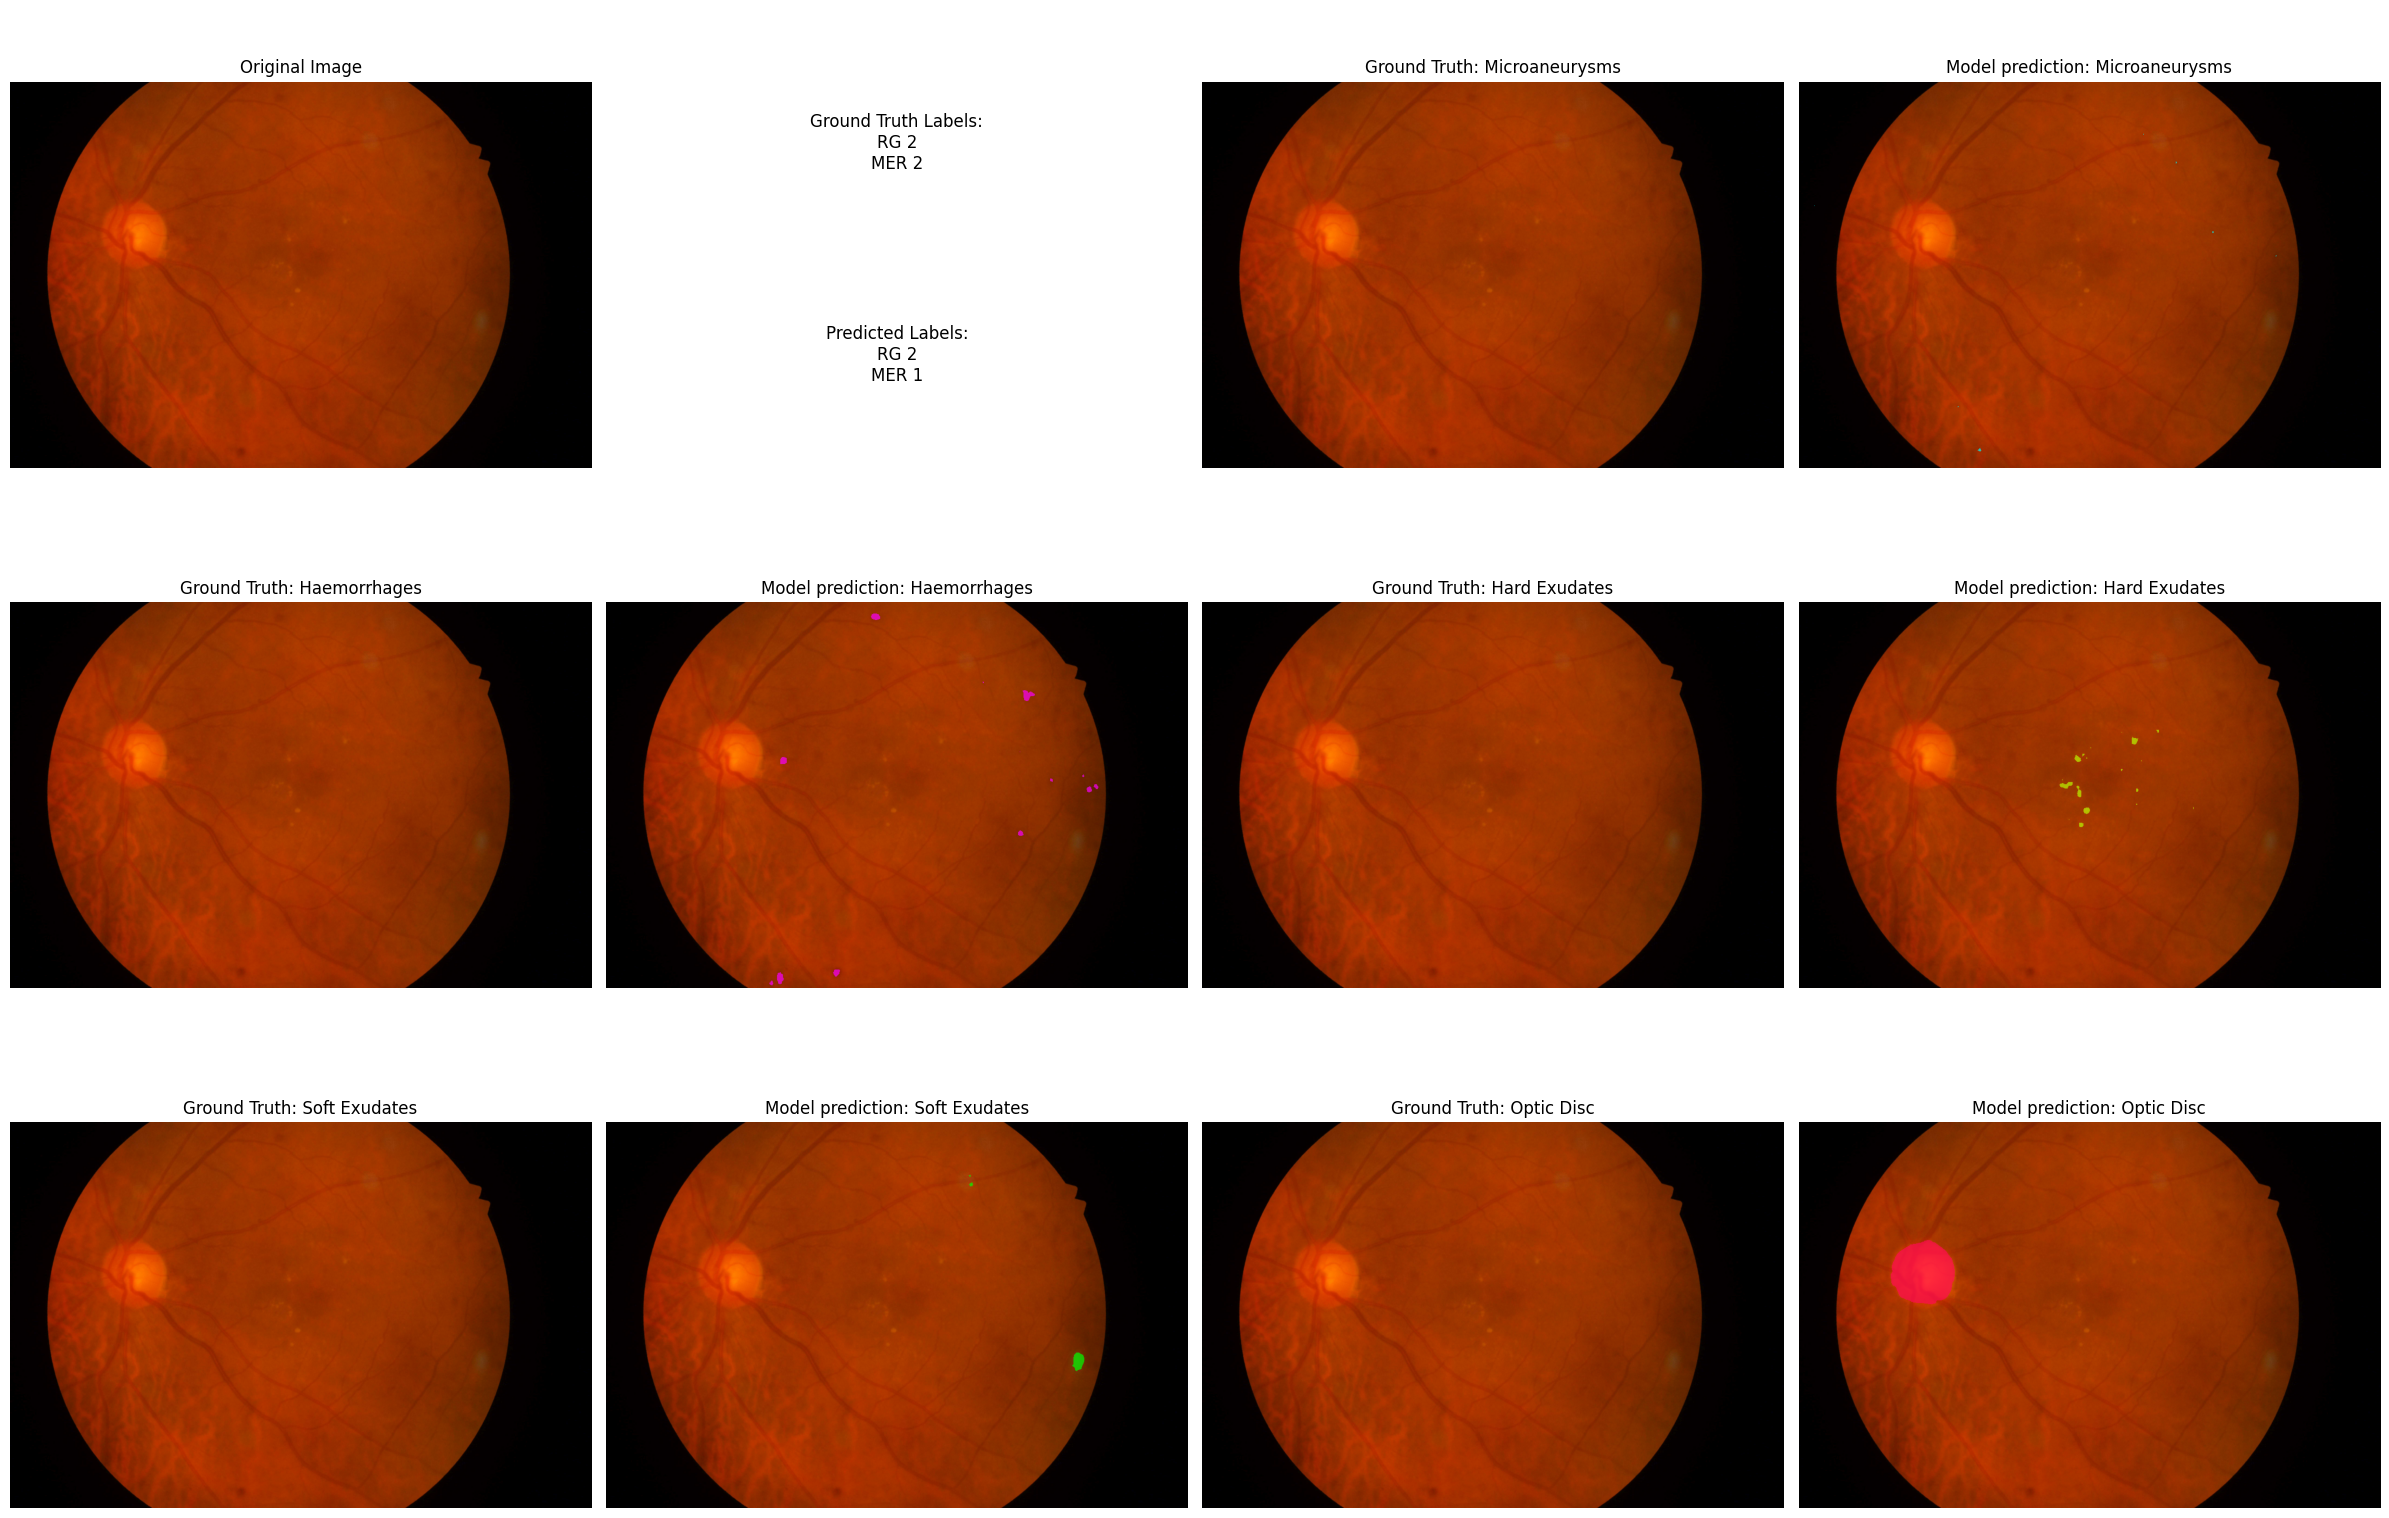 Original Image
Ground Truth Labels:
RG 2
MER 2
Predicted Labels:
RG 2
MER 1
Ground Truth: Microaneurysms
Model prediction: Microaneurysms
Ground Truth: Haemorrhages
Model prediction: Haemorrhages
Ground Truth: Hard Exudates
Model prediction: Hard Exudates
Ground Truth: Soft Exudates
Model prediction: Soft Exudates
Ground Truth: Optic Disc
Model prediction: Optic Disc